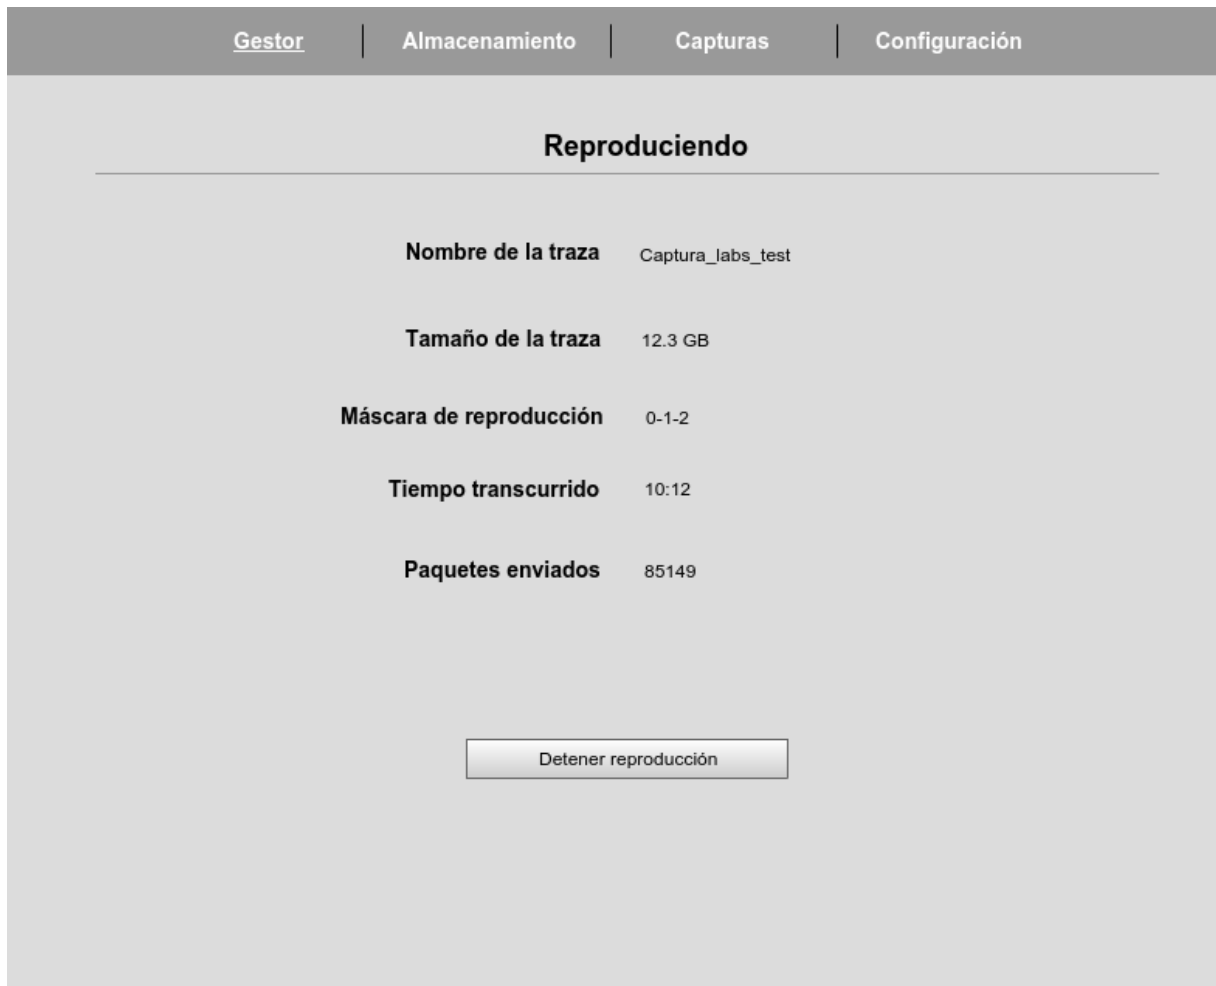 Gestor Almacenamiento Capturas Configuración
Reproduciendo
Nombre de la traza Captura_labs_test
Tamaño de la traza 12.3 GB
Máscara de reproducción 0-1-2
Tiempo transcurrido 10:12
Paquetes enviados 85149
Detener reproducción